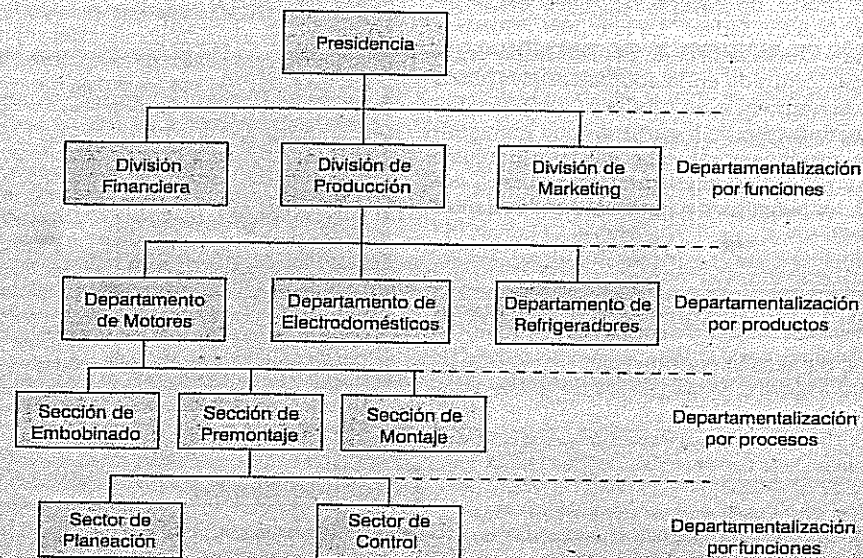 Presidencia
División
Financiera
División de
Producción
División de
Marketing
Departamentalización
por funciones
Departamento
de Motores
Departamento de
Electrodomésticos
Departamento de
Refrigeradores
Departamentalización
por productos
Sección de
Embobinado
Sección de
Premontaje
Sección de
Montaje
Departamentalización
por procesos
Sector de
Planeación
Sector de
Control
Departamentalización
por funciones